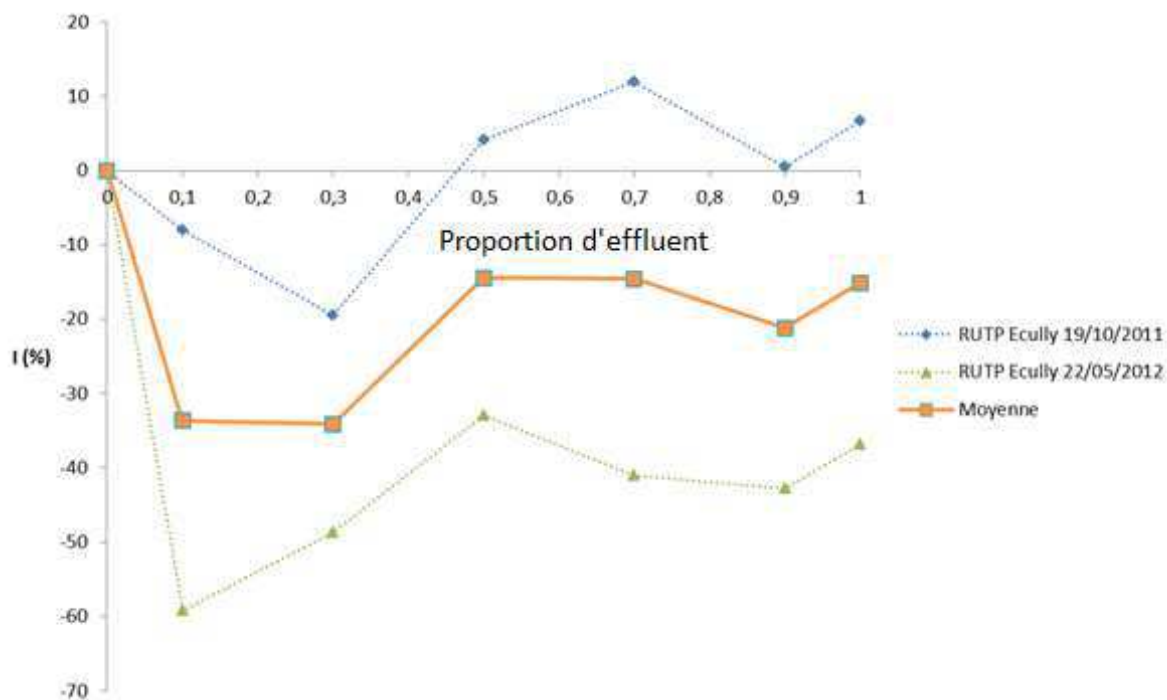 20
10
0
0 0,1 0,2 0,3 0,4 0,5 0,6 0,7 0,8 0,9 1
-10
Proportion d'effluent
-20
I (%)
-30
-40
-50
-60
-70
RUTP Ecully 19/10/2011
RUTP Ecully 22/05/2012
Moyenne